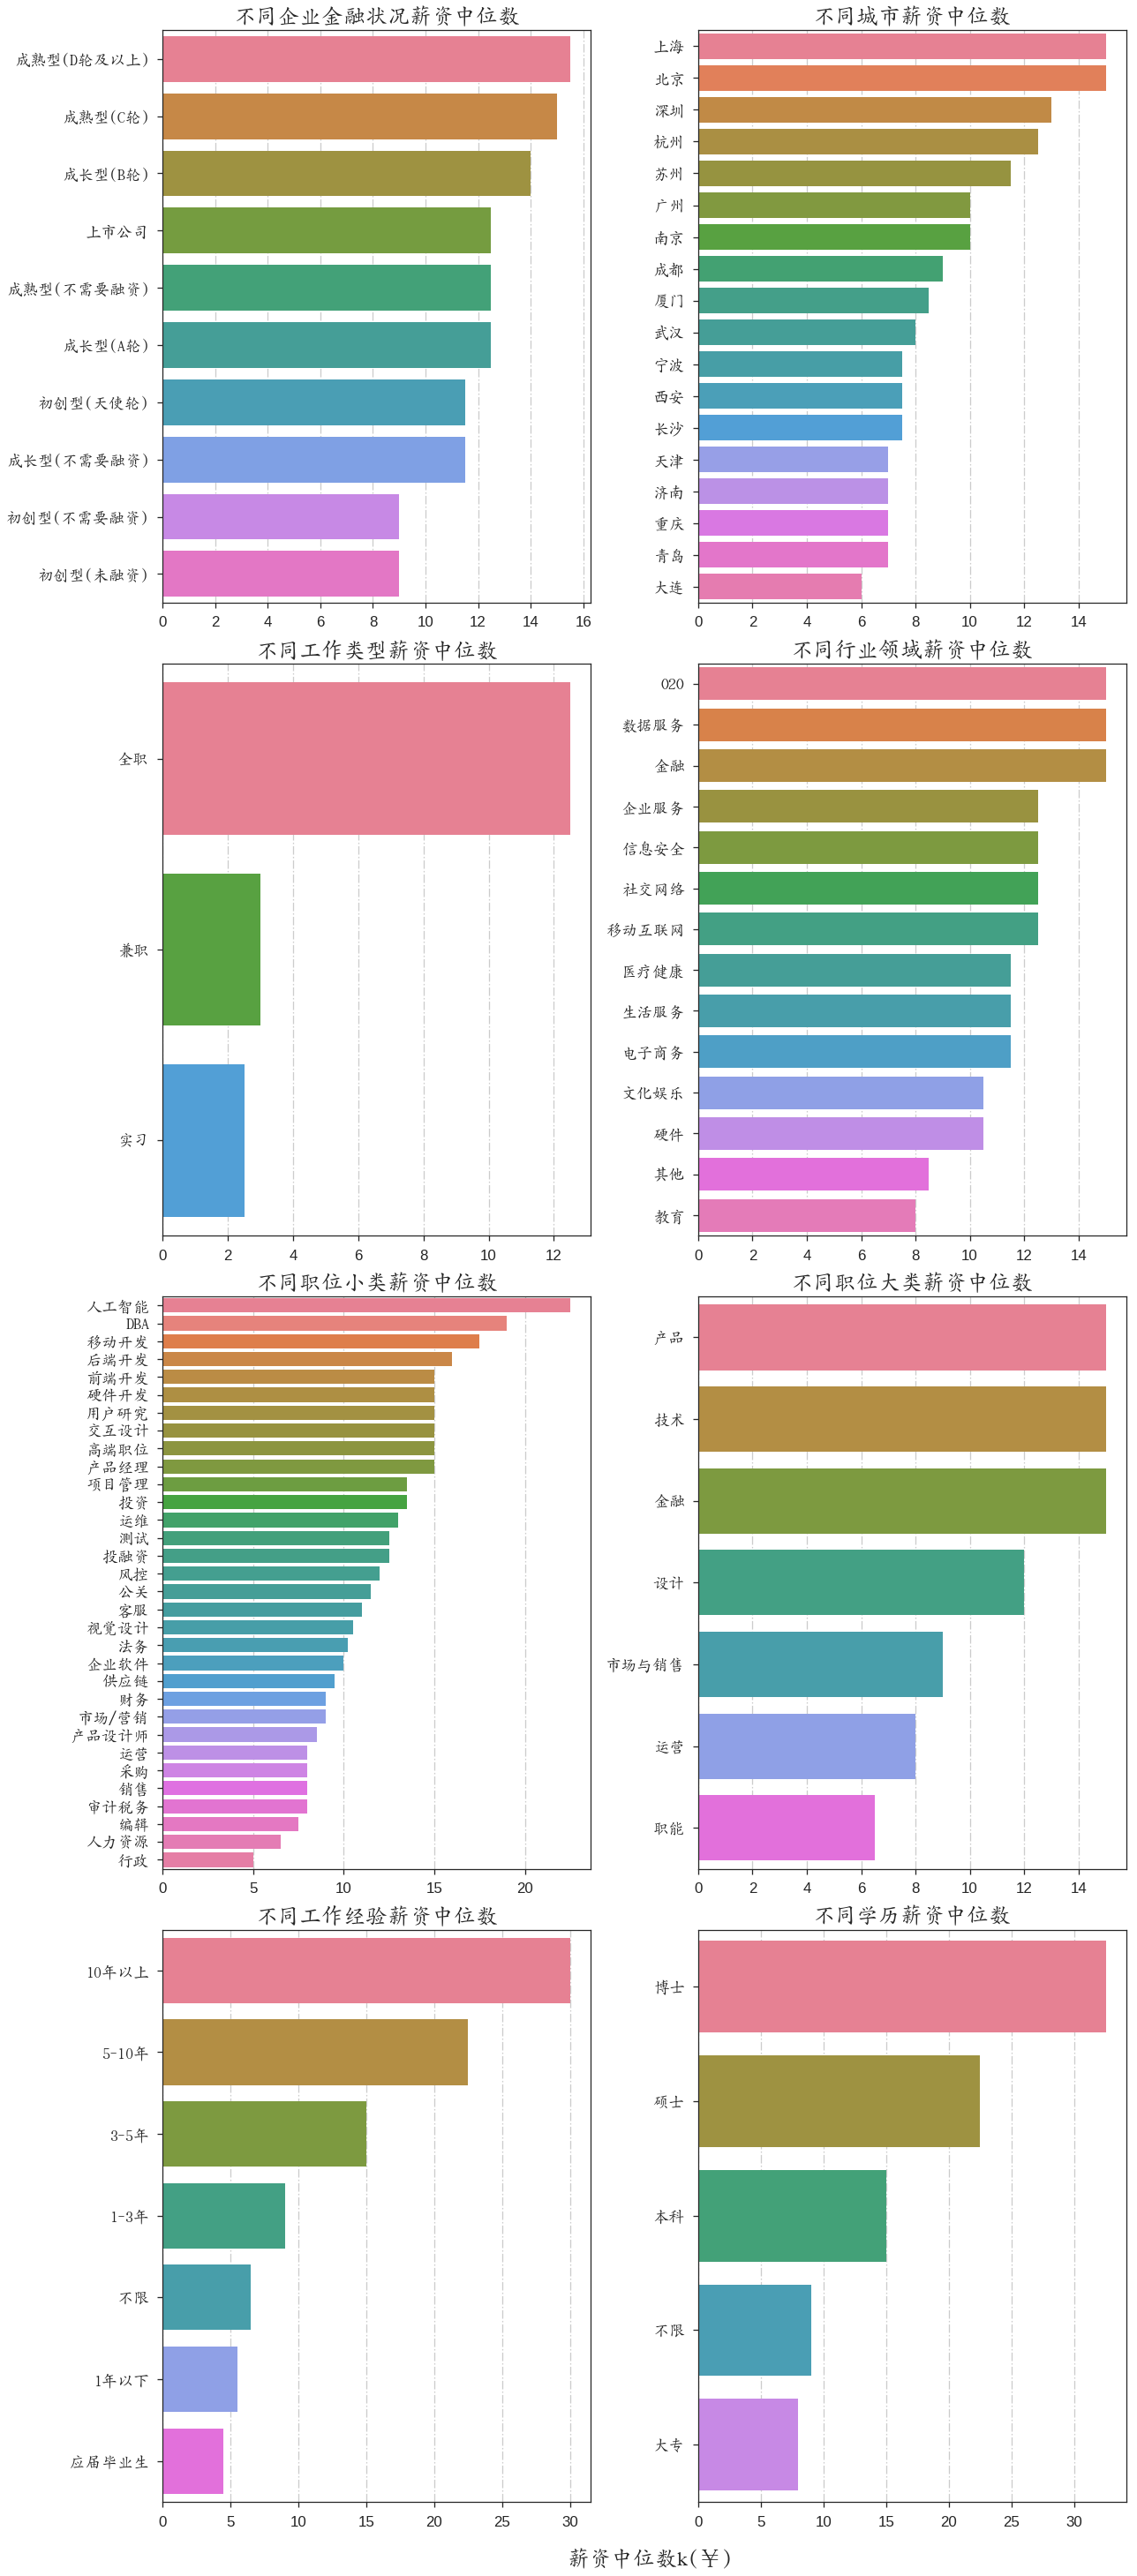 不同企业金融状况薪资中位数
成熟型(D轮及以上)
成熟型(C轮)
成长型(B轮)
上市公司
成熟型(不需要融资)
成长型(A轮)
初创型(天使轮)
成长型(不需要融资)
初创型(不需要融资)
初创型(未融资)
0 2 4 6 8 10 12 14 16
不同城市薪资中位数
上海
北京
深圳
杭州
苏州
广州
南京
成都
厦门
武汉
宁波
西安
长沙
天津
济南
重庆
青岛
大连
0 2 4 6 8 10 12 14
不同工作类型薪资中位数
全职
兼职
实习
0 2 4 6 8 10 12
不同行业领域薪资中位数
O2O
数据服务
金融
企业服务
信息安全
社交网络
移动互联网
医疗健康
生活服务
电子商务
文化娱乐
硬件
其他
教育
0 2 4 6 8 10 12 14
不同职位小类薪资中位数
人工智能
DBA
移动开发
后端开发
前端开发
硬件开发
用户研究
交互设计
高端职位
产品经理
项目管理
投资
运维
测试
投融资
风控
公关
客服
视觉设计
法务
企业软件
供应链
财务
市场/营销
产品设计师
运营
采购
销售
审计税务
编辑
人力资源
行政
0 5 10 15 20
不同职位大类薪资中位数
产品
技术
金融
设计
市场与销售
运营
职能
0 2 4 6 8 10 12 14
不同工作经验薪资中位数
10年以上
5-10年
3-5年
1-3年
不限
1年以下
应届毕业生
0 5 10 15 20 25 30
不同学历薪资中位数
博士
硕士
本科
不限
大专
0 5 10 15 20 25 30
薪资中位数k(￥)